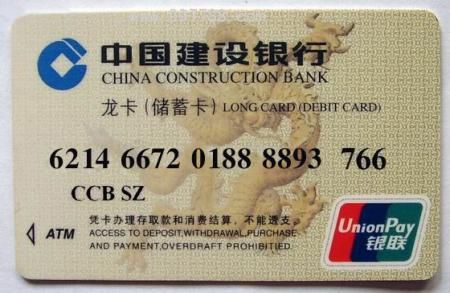 中国建设银行
CHINA CONSTRUCTION BANK
龙卡(储蓄卡) LONG CARD (DEBIT CARD)
6214 6672 0188 8893 766
CCB SZ
凭卡办理存取款和消费结算，不能透支。
ATM ACCESS TO DEPOSIT,WITHDRAWAL,PURCHASE
AND PAYMENT,OVERDRAFT PROHIBITIED.
UnionPay
银联